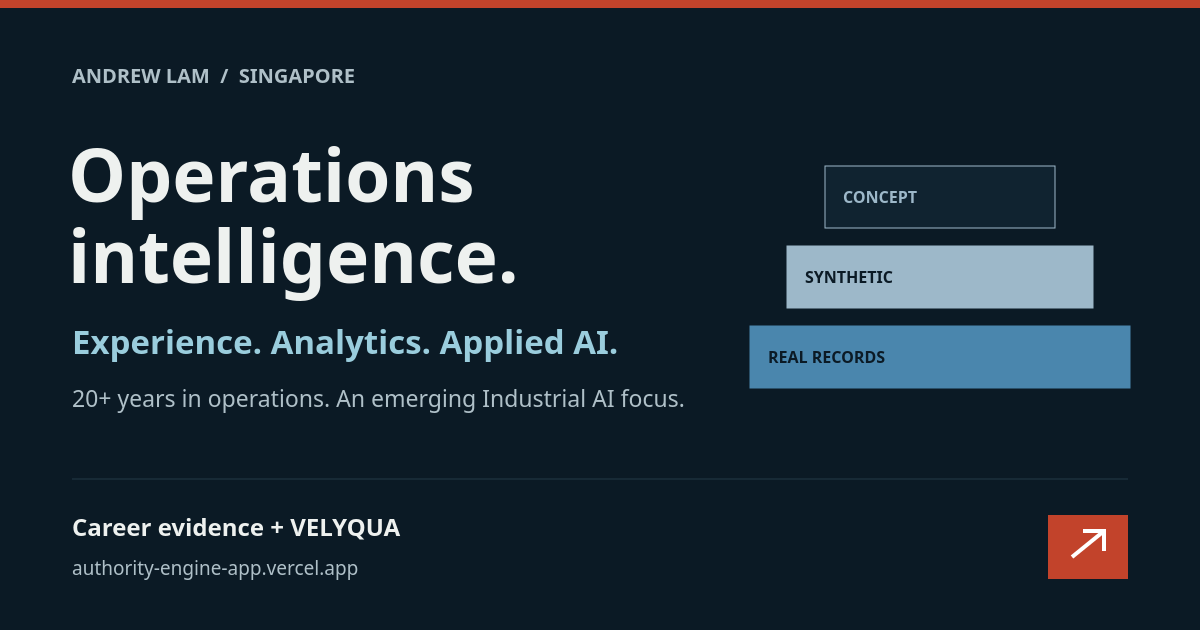 ANDREW LAM / SINGAPORE
Operations
intelligence.
Experience. Analytics. Applied AI.
20+ years in operations. An emerging Industrial AI focus.
CONCEPT
SYNTHETIC
REAL RECORDS
Career evidence + VELYQUA
authority-engine-app.vercel.app